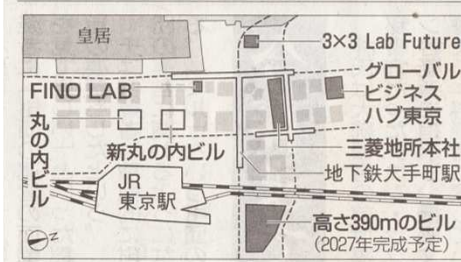 皇居
3×3 Lab Future
グローバル
ビジネス
ハブ東京
FINO LAB
丸の内ビル
新丸の内ビル
三菱地所本社
地下鉄大手町駅
JR
東京駅
高さ390mのビル
(2027年完成予定)
N